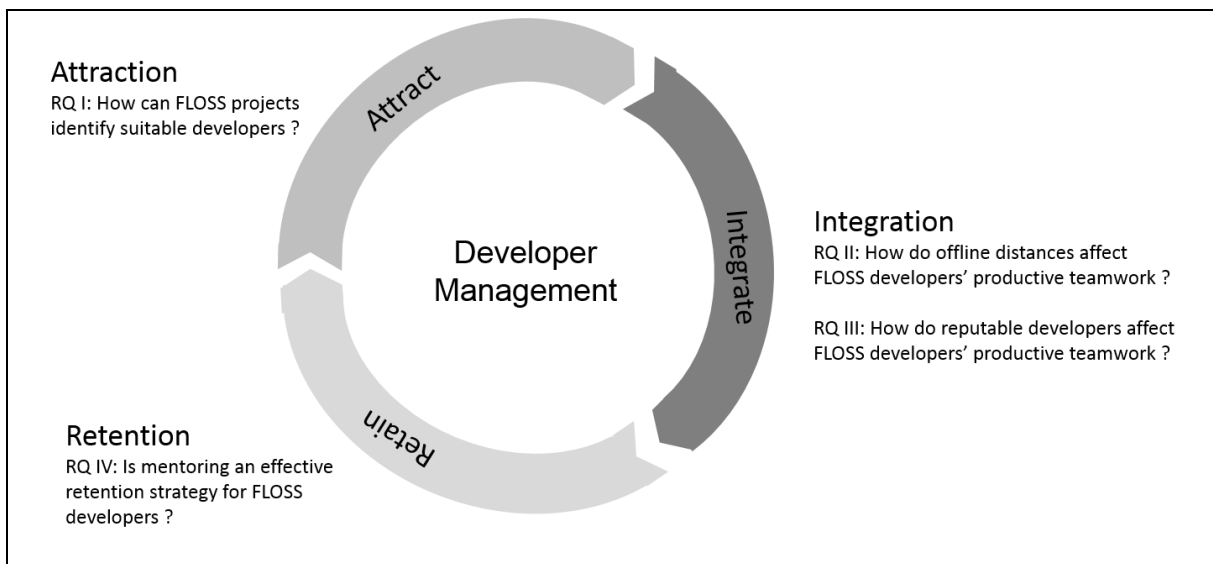 Attraction
RQ I: How can FLOSS projects
identify suitable developers ?
Attract
Integrate
Developer
Management
Integration
RQ II: How do offline distances affect
FLOSS developers’ productive teamwork ?
RQ III: How do reputable developers affect
FLOSS developers’ productive teamwork ?
Retention
RQ IV: Is mentoring an effective
retention strategy for FLOSS
developers ?
Retain